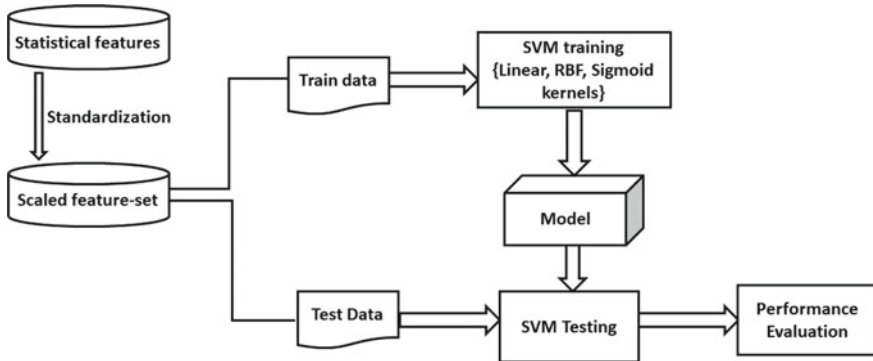 Statistical features
Standardization
Scaled feature-set
Train data
SVM training
{Linear, RBF, Sigmoid
kernels}
Model
Test Data
SVM Testing
Performance
Evaluation